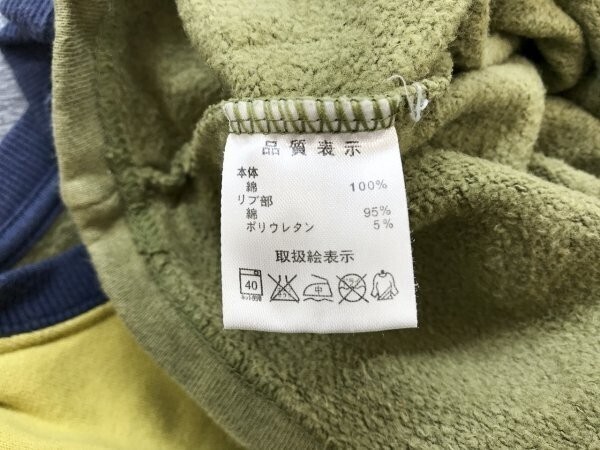 品質表示
本体
綿 100%
リブ部
綿 95%
ポリウレタン 5%
取扱絵表示
40
中